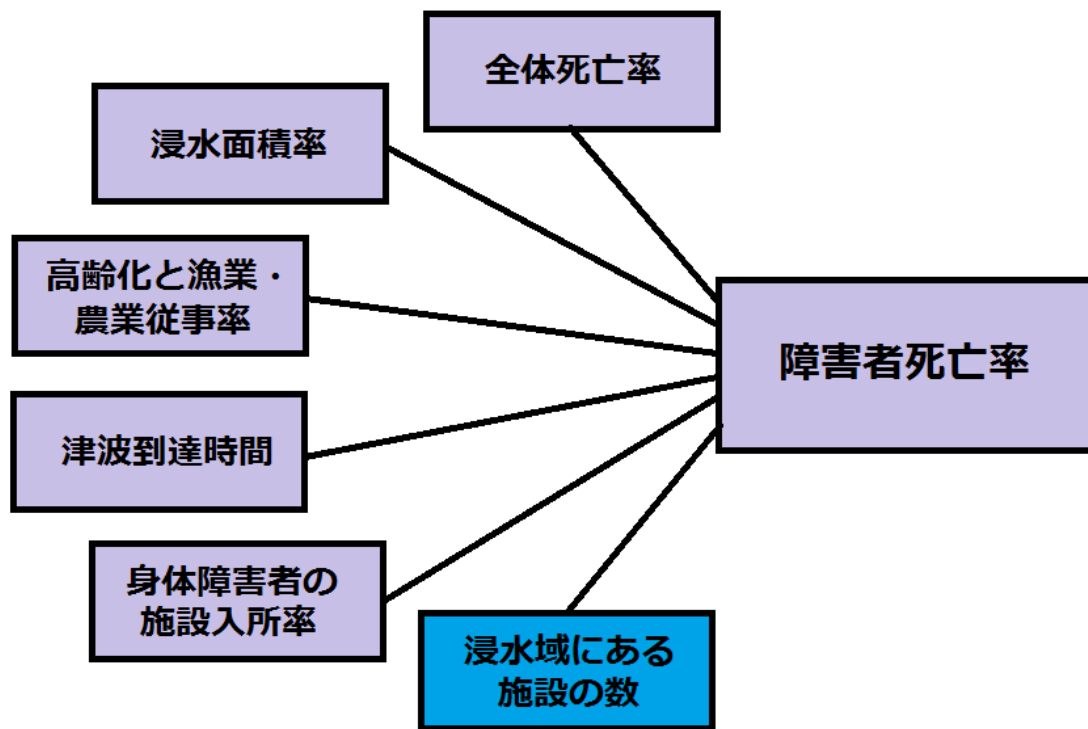 全体死亡率
浸水面積率
高齢化と漁業・
農業従事率
障害者死亡率
津波到達時間
身体障害者の
施設入所率
浸水域にある
施設の数